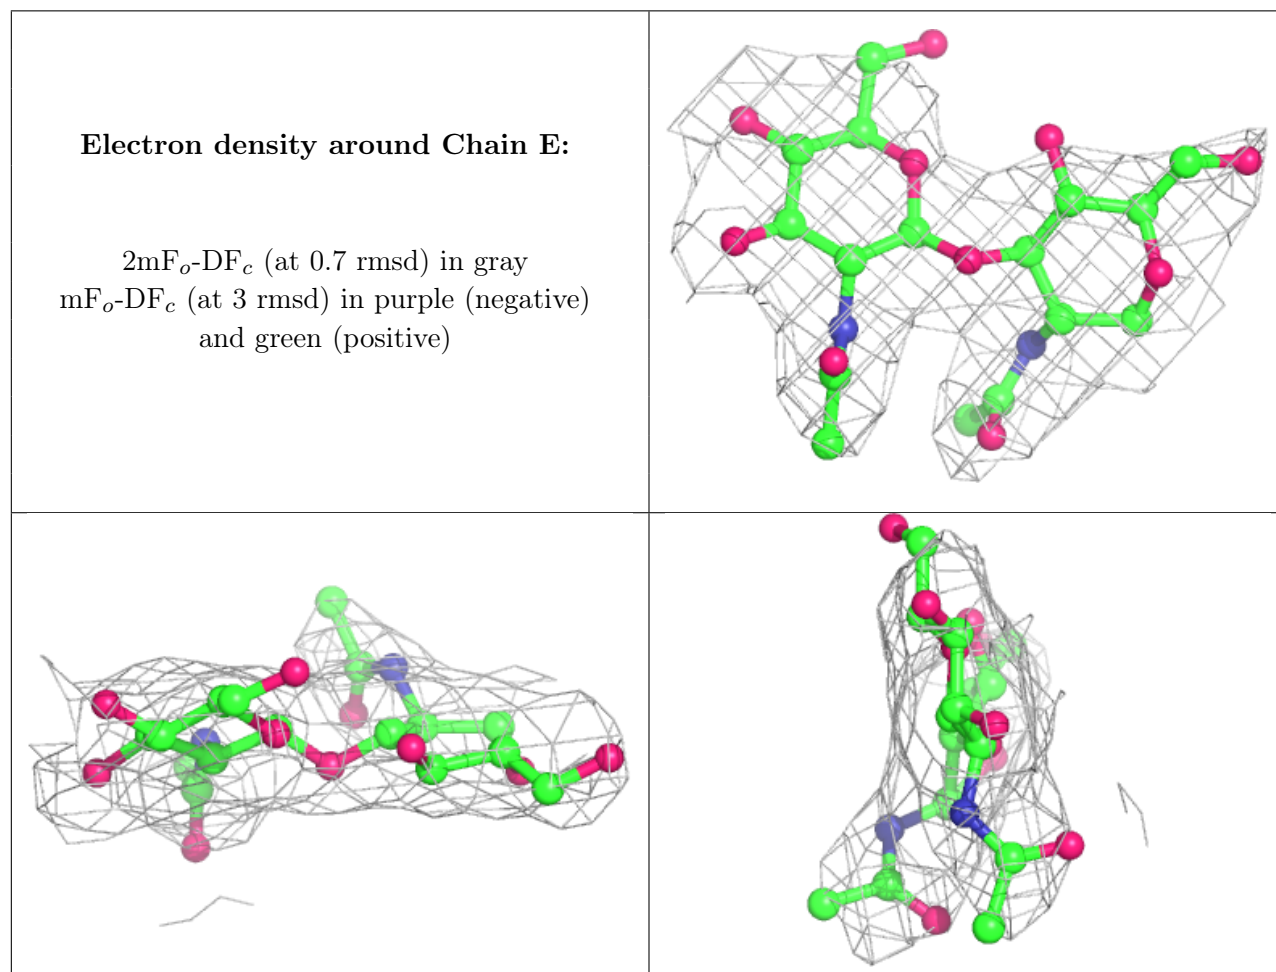 Electron density around Chain E:
2mFo-DFc (at 0.7 rmsd) in gray
mFo-DFc (at 3 rmsd) in purple (negative)
and green (positive)